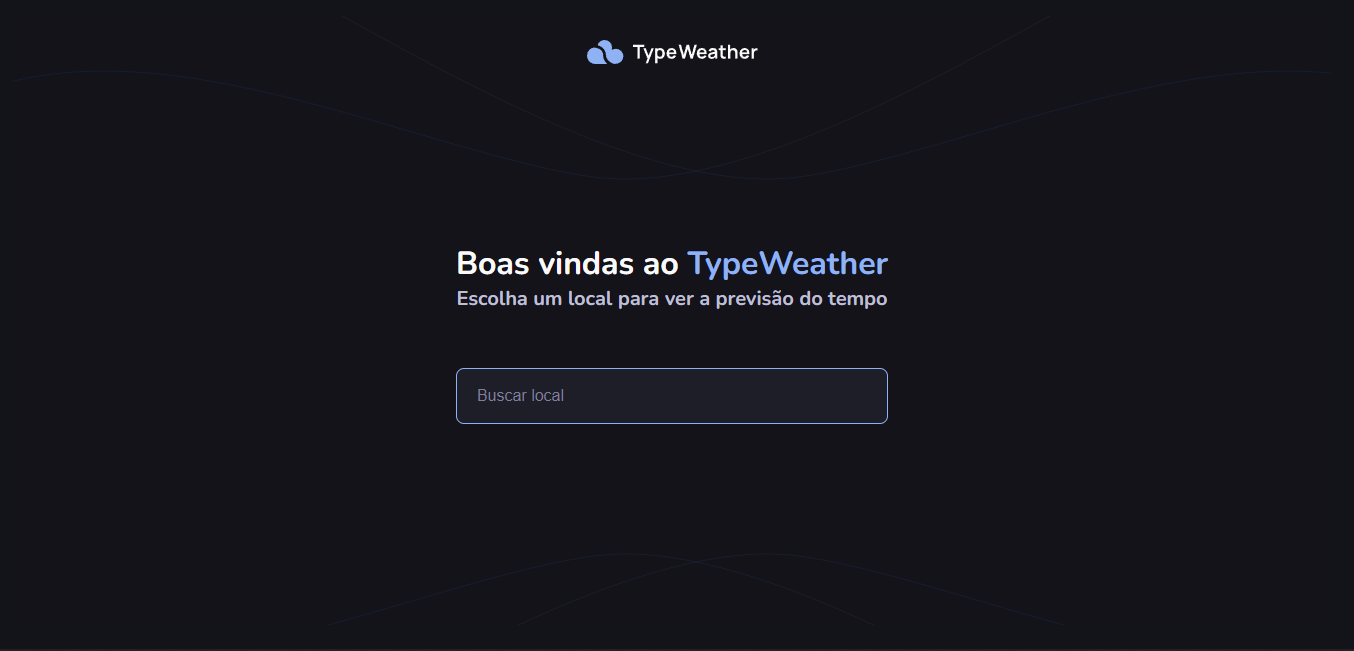 TypeWeather
Boas vindas ao TypeWeather
Escolha um local para ver a previsão do tempo
Buscar local